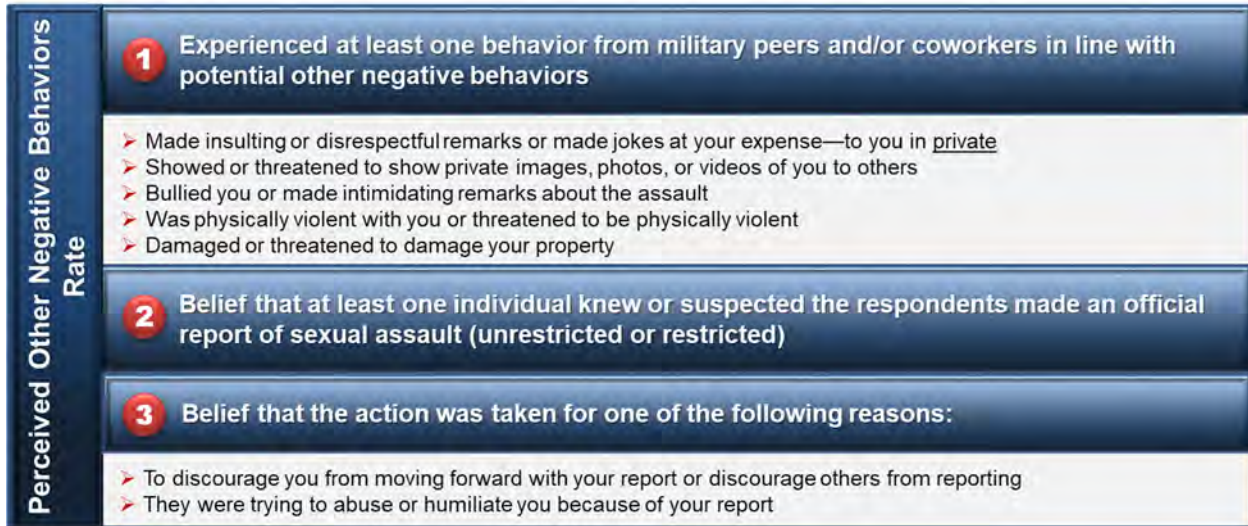 Perceived Other Negative Behaviors
Rate
1 Experienced at least one behavior from military peers and/or coworkers in line with
potential other negative behaviors
➢ Made insulting or disrespectful remarks or made jokes at your expense—to you in private
➢ Showed or threatened to show private images, photos, or videos of you to others
➢ Bullied you or made intimidating remarks about the assault
➢ Was physically violent with you or threatened to be physically violent
➢ Damaged or threatened to damage your property
2 Belief that at least one individual knew or suspected the respondents made an official
report of sexual assault (unrestricted or restricted)
3 Belief that the action was taken for one of the following reasons:
➢ To discourage you from moving forward with your report or discourage others from reporting
➢ They were trying to abuse or humiliate you because of your report